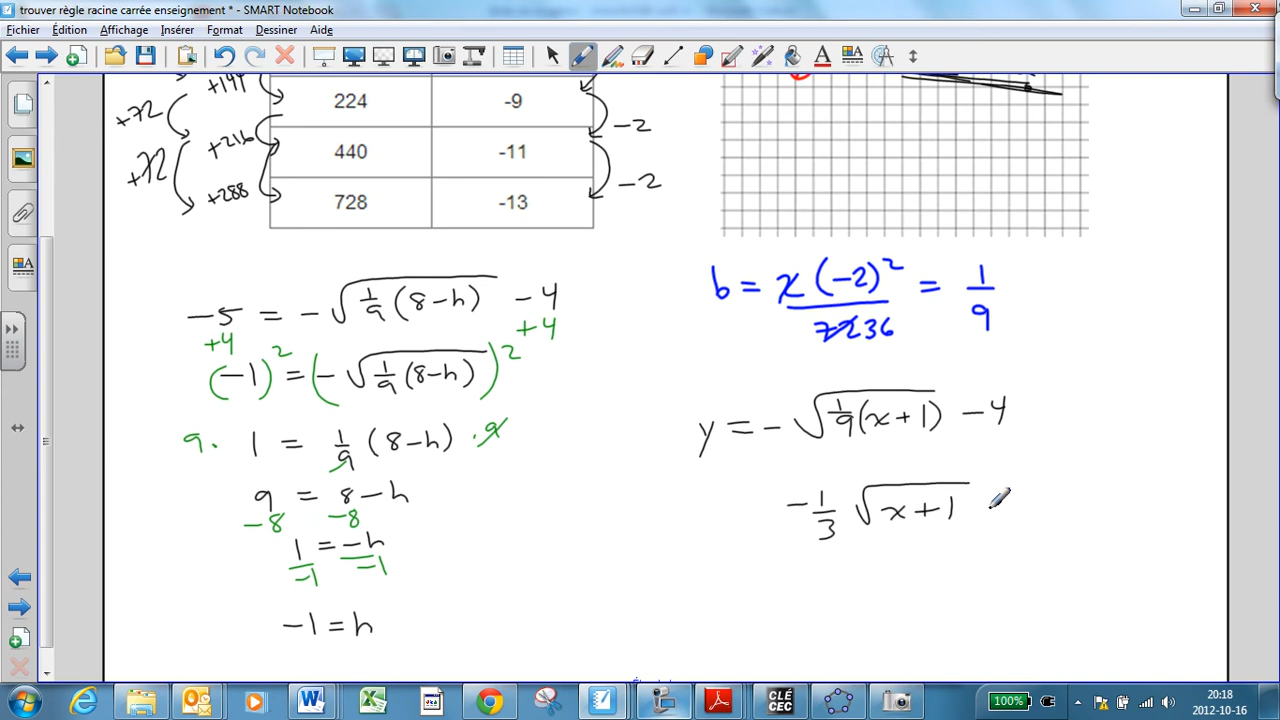 trouver règle racine carrée enseignement * - SMART Notebook
Fichier Édition Affichage Insérer Format Dessiner Aide
+144
224 -9
+72 -2
+216
440 -11
+72 -2
+288
728 -13
-5 = -√(1/9 (8-h)) - 4
+4 +4
(-1)² = (-√(1/9 (8-h)))²
9 · 1 = 1/9 (8-h) · 9
9 = 8-h
-8 -8
1 = -h
-1 -1
-1 = h
b = x(-2)² / 72 36 = 1/9
y = -√(1/9 (x+1)) - 4
-1/3 √(x+1)
100%
CLÉ
CEC
20:18
2012-10-16